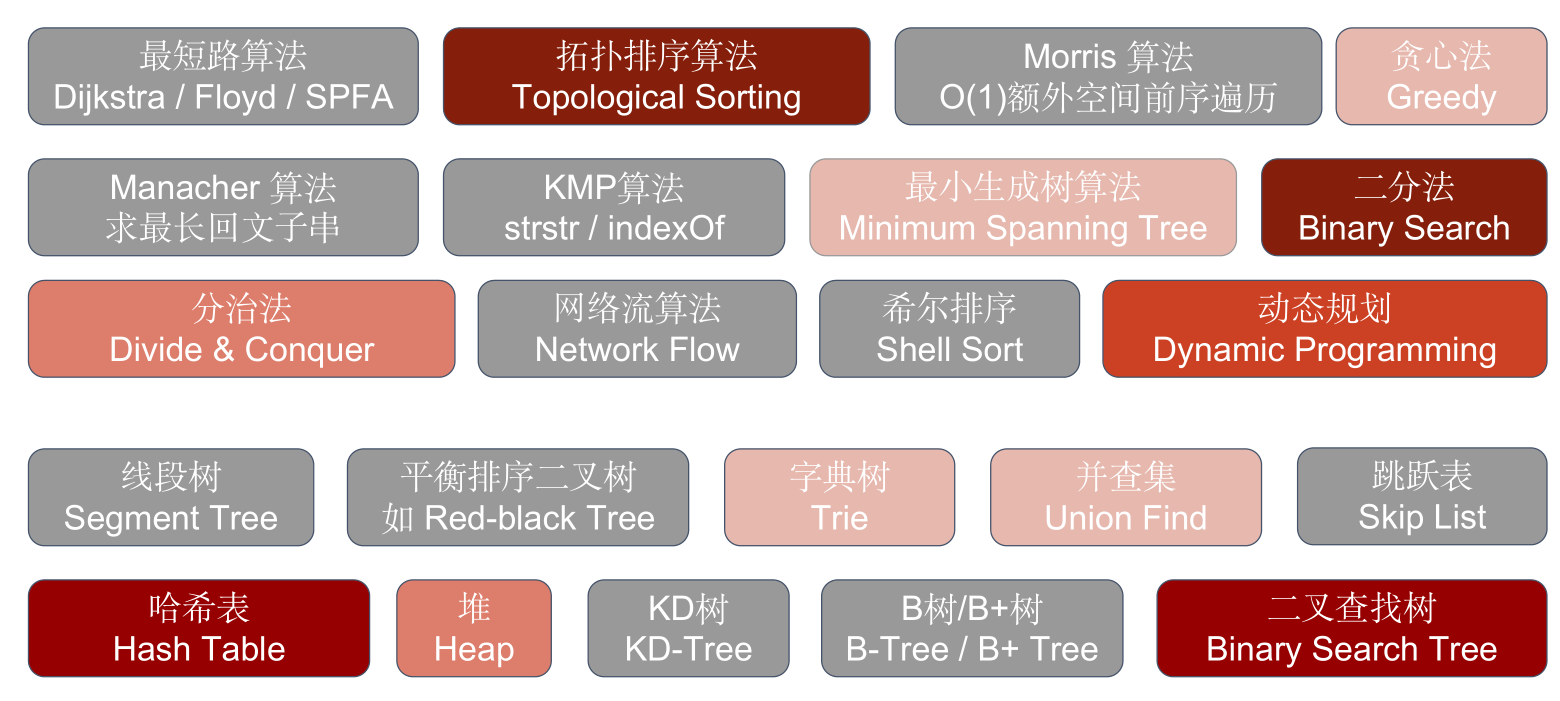 最短路算法
Dijkstra / Floyd / SPFA
拓扑排序算法
Topological Sorting
Morris 算法
O(1)额外空间前序遍历
贪心法
Greedy
Manacher 算法
求最长回文子串
KMP算法
strstr / indexOf
最小生成树算法
Minimum Spanning Tree
二分法
Binary Search
分治法
Divide & Conquer
网络流算法
Network Flow
希尔排序
Shell Sort
动态规划
Dynamic Programming
线段树
Segment Tree
平衡排序二叉树
如 Red-black Tree
字典树
Trie
并查集
Union Find
跳跃表
Skip List
哈希表
Hash Table
堆
Heap
KD树
KD-Tree
B树/B+树
B-Tree / B+ Tree
二叉查找树
Binary Search Tree